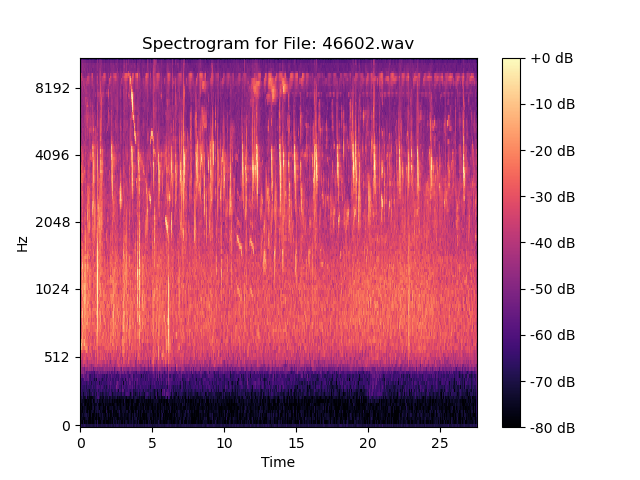 Spectrogram for File: 46602.wav
8192
4096
2048
1024
512
0
Hz
0
5
10
15
20
25
Time
+0 dB
-10 dB
-20 dB
-30 dB
-40 dB
-50 dB
-60 dB
-70 dB
-80 dB